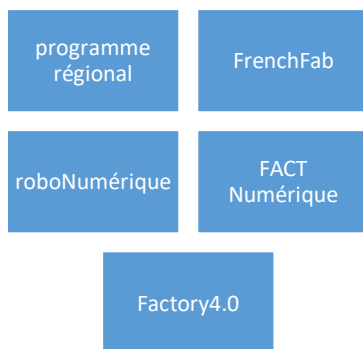 programme
régional
FrenchFab
roboNumérique
FACT
Numérique
Factory4.0